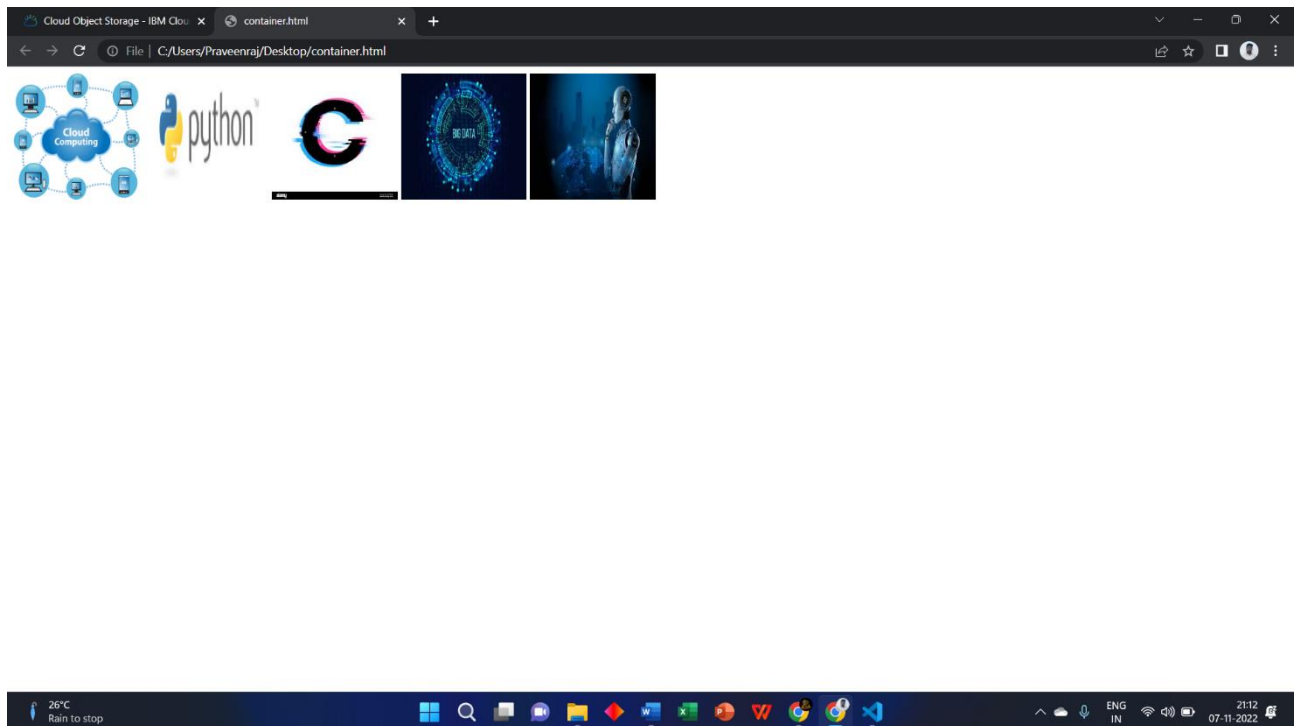 Cloud Object Storage - IBM Clou
container.html
File | C:/Users/Praveenraj/Desktop/container.html
Cloud
Computing
python
C
BIG DATA
26°C
Rain to stop
ENG
IN
21:12
07-11-2022